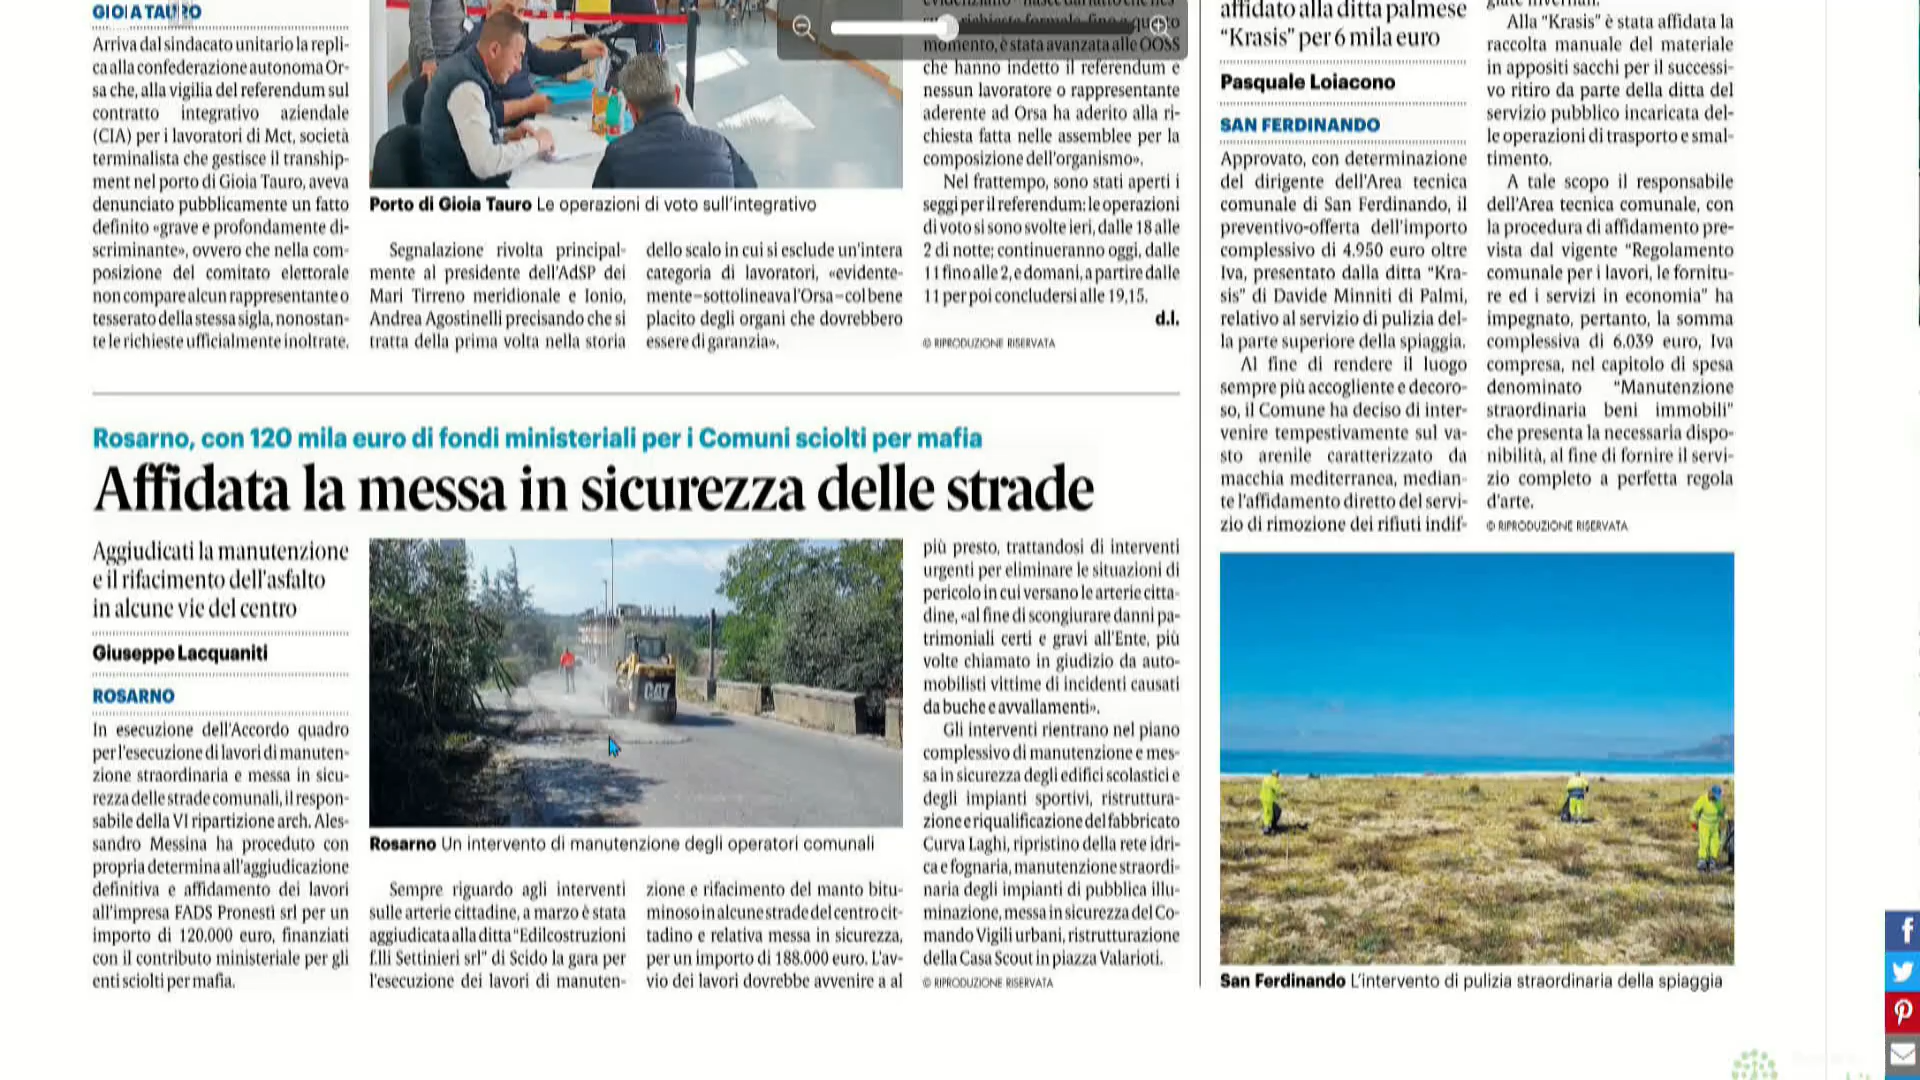 GIOIA TAURO
Arriva dal sindacato unitario la repli-
ca alla confederazione autonoma Or-
sa che, alla vigilia del referendum sul
contratto integrativo aziendale
(CIA) per i lavoratori di Mct, società
terminalista che gestisce il tranship-
ment nel porto di Gioia Tauro, aveva
denunciato pubblicamente un fatto
definito «grave e profondamente di-
scriminante», ovvero che nella com-
posizione del comitato elettorale
non compare alcun rappresentante o
tesserato della stessa sigla, nonostan-
te le richieste ufficialmente inoltrate.
Porto di Gioia Tauro Le operazioni di voto sull'integrativo
Segnalazione rivolta principal-
mente al presidente dell'AdSP dei
Mari Tirreno meridionale e Ionio,
Andrea Agostinelli precisando che si
tratta della prima volta nella storia
dello scalo in cui si esclude un'intera
categoria di lavoratori, «evidente-
mente – sottolineava l'Orsa – col bene
placito degli organi che dovrebbero
essere di garanzia».
momento, è stata avanzata alle OOSS
che hanno indetto il referendum e
nessun lavoratore o rappresentante
aderente ad Orsa ha aderito alla ri-
chiesta fatta nelle assemblee per la
composizione dell'organismo».
Nel frattempo, sono stati aperti i
seggi per il referendum: le operazioni
di voto si sono svolte ieri, dalle 18 alle
2 di notte; continueranno oggi, dalle
11 fino alle 2, e domani, a partire dalle
11 per poi concludersi alle 19,15.
d.l.
© RIPRODUZIONE RISERVATA
Rosarno, con 120 mila euro di fondi ministeriali per i Comuni sciolti per mafia
Affidata la messa in sicurezza delle strade
Aggiudicati la manutenzione
e il rifacimento dell'asfalto
in alcune vie del centro
Giuseppe Lacquaniti
ROSARNO
In esecuzione dell'Accordo quadro
per l'esecuzione di lavori di manuten-
zione straordinaria e messa in sicu-
rezza delle strade comunali, il respon-
sabile della VI ripartizione arch. Ales-
sandro Messina ha proceduto con
propria determina all'aggiudicazione
definitiva e affidamento dei lavori
all'impresa FADS Pronestì srl per un
importo di 120.000 euro, finanziati
con il contributo ministeriale per gli
enti sciolti per mafia.
CAT
Rosarno Un intervento di manutenzione degli operatori comunali
Sempre riguardo agli interventi
sulle arterie cittadine, a marzo è stata
aggiudicata alla ditta "Edilcostruzioni
f.lli Settinieri srl" di Scido la gara per
l'esecuzione dei lavori di manuten-
zione e rifacimento del manto bitu-
minoso in alcune strade del centro cit-
tadino e relativa messa in sicurezza,
per un importo di 188.000 euro. L'av-
vio dei lavori dovrebbe avvenire a al
più presto, trattandosi di interventi
urgenti per eliminare le situazioni di
pericolo in cui versano le arterie citta-
dine, «al fine di scongiurare danni pa-
trimoniali certi e gravi all'Ente, più
volte chiamato in giudizio da auto-
mobilisti vittime di incidenti causati
da buche e avvallamenti».
Gli interventi rientrano nel piano
complessivo di manutenzione e mes-
sa in sicurezza degli edifici scolastici e
degli impianti sportivi, ristruttura-
zione e riqualificazione del fabbricato
Curva Laghi, ripristino della rete idri-
ca e fognaria, manutenzione straordi-
naria degli impianti di pubblica illu-
minazione, messa in sicurezza del Co-
mando Vigili urbani, ristrutturazione
della Casa Scout in piazza Valarioti.
© RIPRODUZIONE RISERVATA
affidato alla ditta palmese
"Krasis" per 6 mila euro
Pasquale Loiacono
SAN FERDINANDO
Approvato, con determinazione
del dirigente dell'Area tecnica
comunale di San Ferdinando, il
preventivo-offerta dell'importo
complessivo di 4.950 euro oltre
Iva, presentato dalla ditta "Kra-
sis" di Davide Minniti di Palmi,
relativo al servizio di pulizia del-
la parte superiore della spiaggia.
Al fine di rendere il luogo
sempre più accogliente e decoro-
so, il Comune ha deciso di inter-
venire tempestivamente sul va-
sto arenile caratterizzato da
macchia mediterranea, median-
te l'affidamento diretto del servi-
zio di rimozione dei rifiuti indif-
Alla "Krasis" è stata affidata la
raccolta manuale del materiale
in appositi sacchi per il successi-
vo ritiro da parte della ditta del
servizio pubblico incaricata del-
le operazioni di trasporto e smal-
timento.
A tale scopo il responsabile
dell'Area tecnica comunale, con
la procedura di affidamento pre-
vista dal vigente "Regolamento
comunale per i lavori, le fornitu-
re ed i servizi in economia" ha
impegnato, pertanto, la somma
complessiva di 6.039 euro, Iva
compresa, nel capitolo di spesa
denominato "Manutenzione
straordinaria beni immobili"
che presenta la necessaria dispo-
nibilità, al fine di fornire il servi-
zio completo a perfetta regola
d'arte.
© RIPRODUZIONE RISERVATA
San Ferdinando L'intervento di pulizia straordinaria della spiaggia